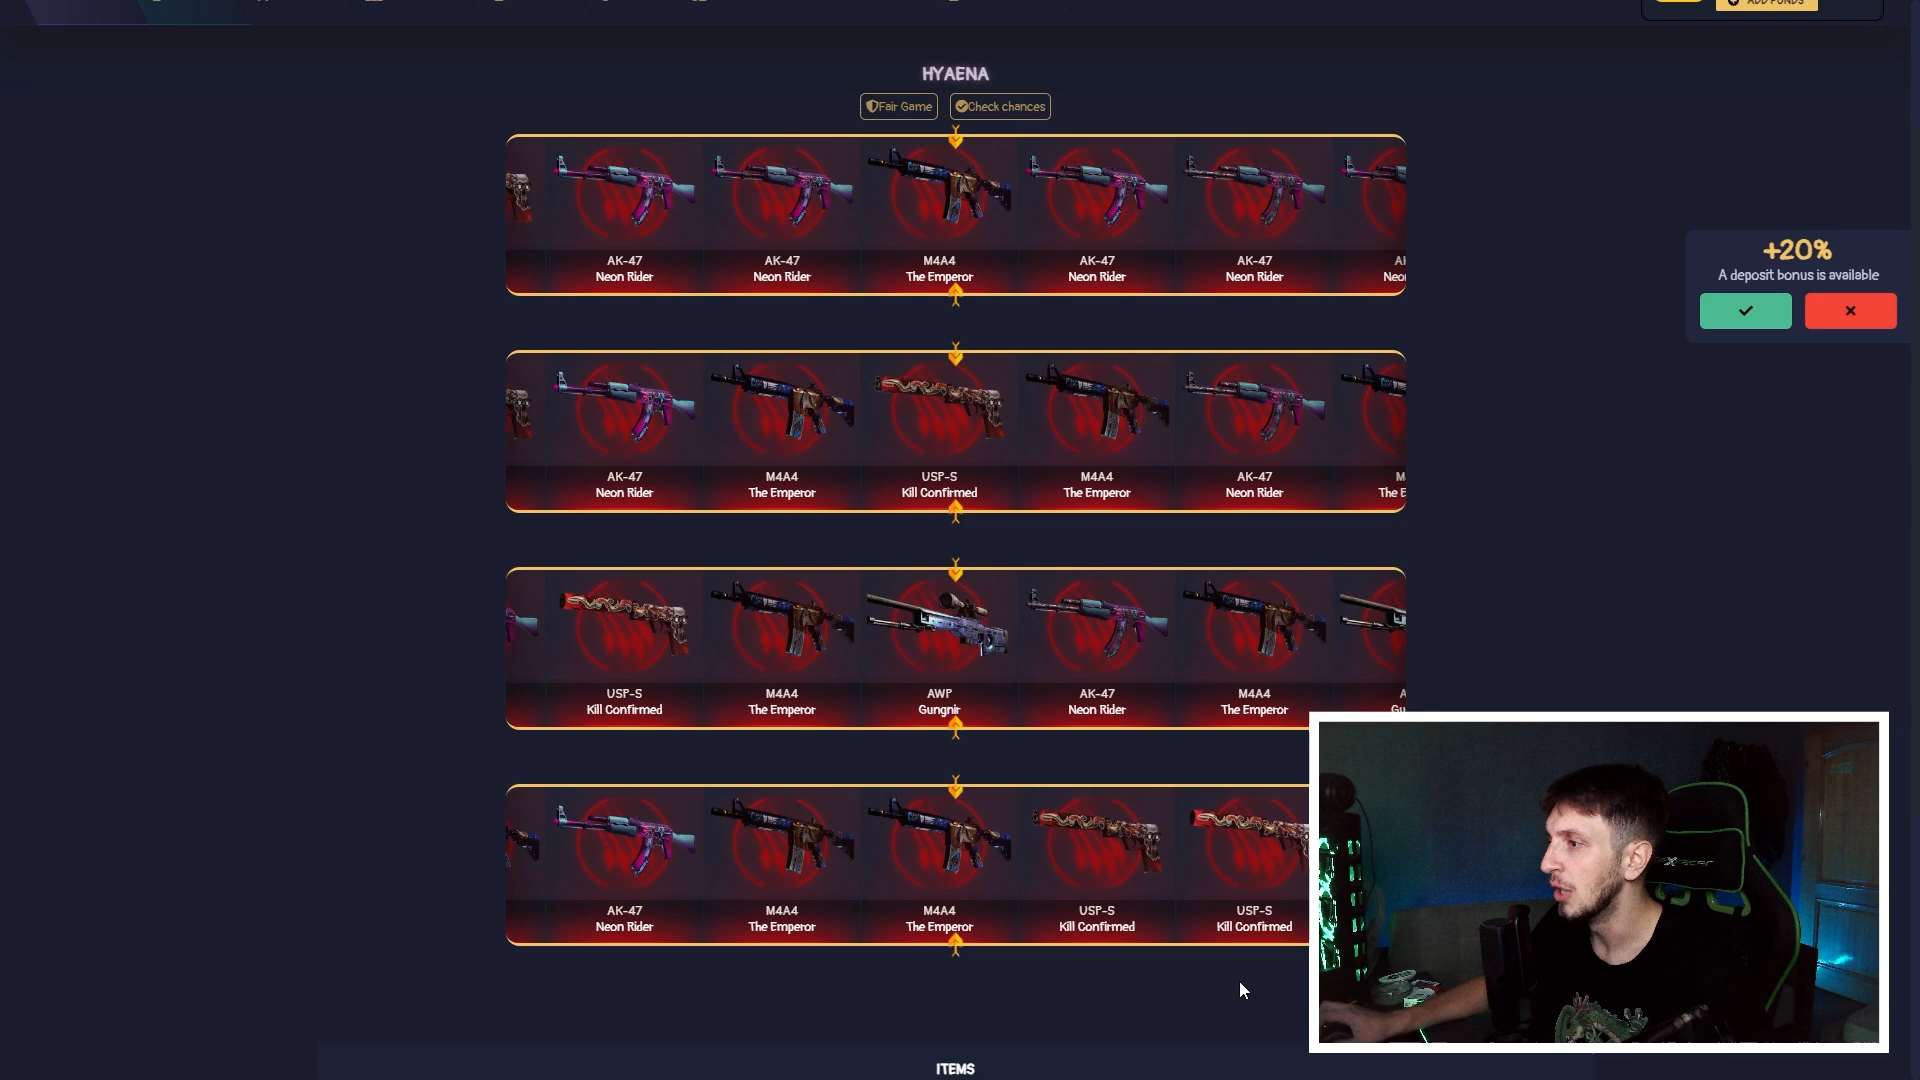 ADD FUNDS
HYAENA
Fair Game
Check chances
AK-47
Neon Rider
AK-47
Neon Rider
M4A4
The Emperor
AK-47
Neon Rider
AK-47
Neon Rider
+20%
A deposit bonus is available
AK-47
Neon Rider
M4A4
The Emperor
USP-S
Kill Confirmed
M4A4
The Emperor
AK-47
Neon Rider
M
The E
USP-S
Kill Confirmed
M4A4
The Emperor
AWP
Gungnir
AK-47
Neon Rider
M4A4
The Emperor
AK-47
Neon Rider
M4A4
The Emperor
M4A4
The Emperor
USP-S
Kill Confirmed
USP-S
Kill Confirmed
ITEMS